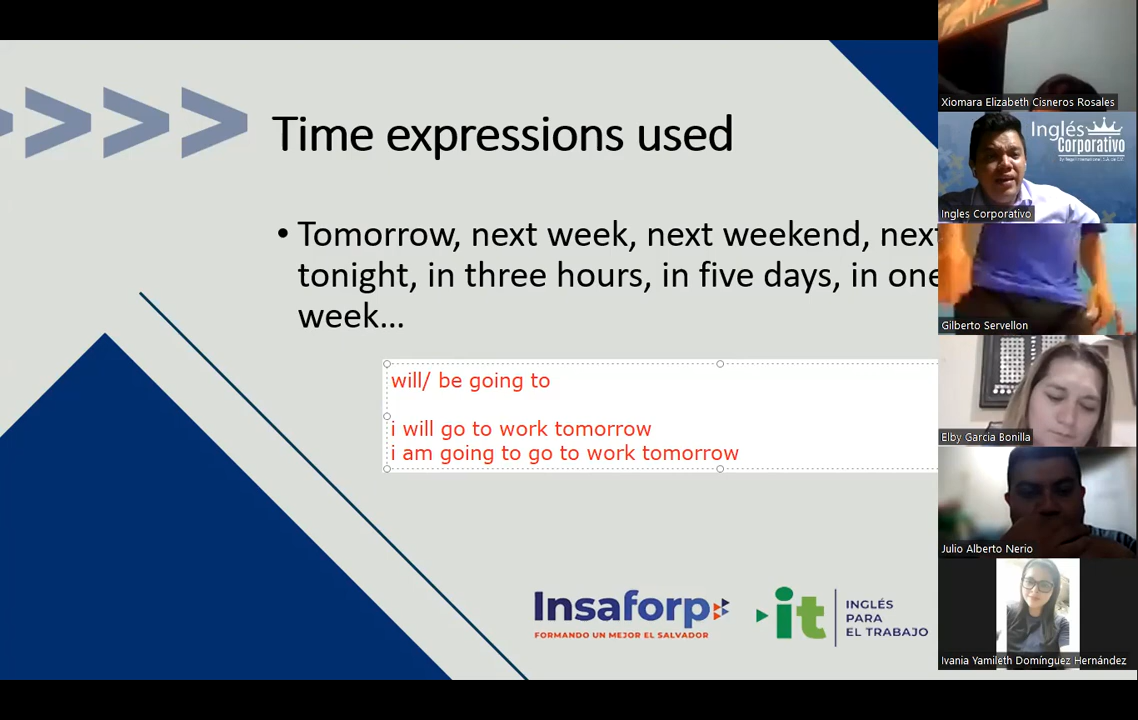 Time expressions used
• Tomorrow, next week, next weekend, next
tonight, in three hours, in five days, in one
week...
will/ be going to
i will go to work tomorrow
i am going to go to work tomorrow
Insaforp
FORMANDO UN MEJOR EL SALVADOR
it
INGLÉS
PARA
EL TRABAJO
Xiomara Elizabeth Cisneros Rosales
Inglés
Corporativo
Ingles Corporativo
Gilberto Servellon
Elby Garcia Bonilla
Julio Alberto Nerio
Ivania Yamileth Domínguez Hernández